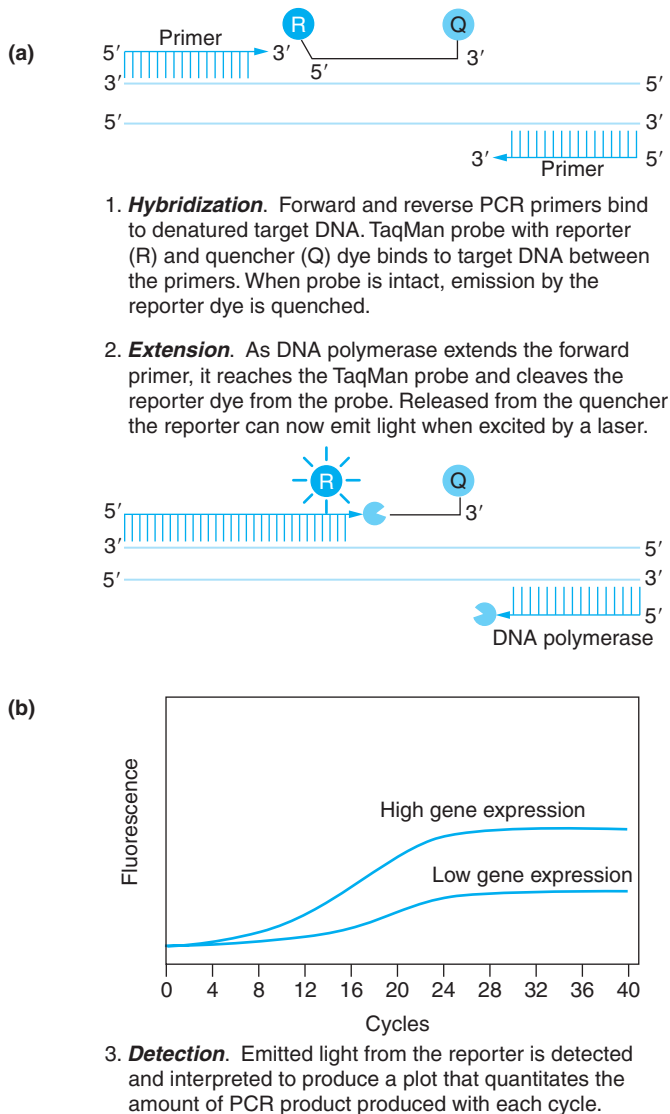 (a)
Primer
R
Q
5′
3′
5′
3′
3′
5′
5′
3′
3′
5′
Primer
1. Hybridization. Forward and reverse PCR primers bind
to denatured target DNA. TaqMan probe with reporter
(R) and quencher (Q) dye binds to target DNA between
the primers. When probe is intact, emission by the
reporter dye is quenched.
2. Extension. As DNA polymerase extends the forward
primer, it reaches the TaqMan probe and cleaves the
reporter dye from the probe. Released from the quencher
the reporter can now emit light when excited by a laser.
R
Q
5′
3′
3′
5′
5′
3′
5′
DNA polymerase
(b)
Fluorescence
High gene expression
Low gene expression
0 4 8 12 16 20 24 28 32 36 40
Cycles
3. Detection. Emitted light from the reporter is detected
and interpreted to produce a plot that quantitates the
amount of PCR product produced with each cycle.